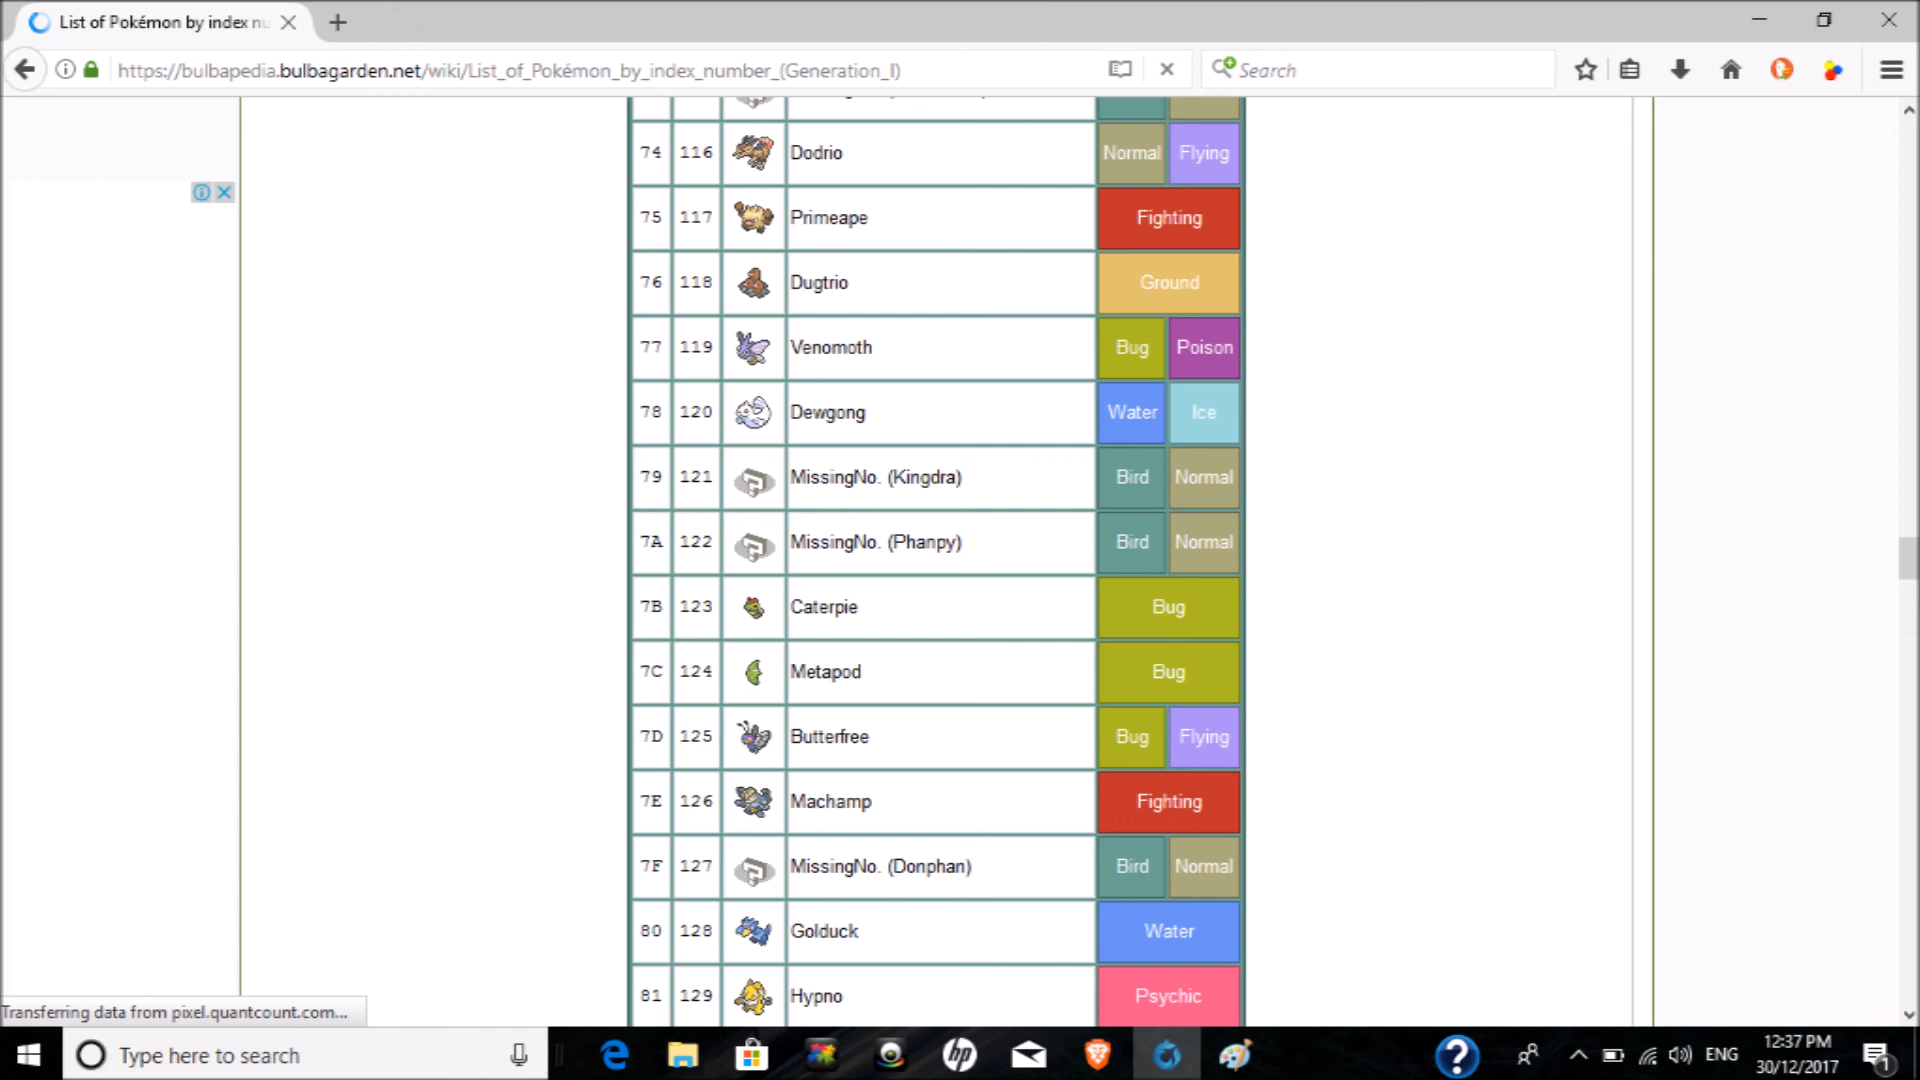 List of Pokémon by index nu
https://bulbapedia.bulbagarden.net/wiki/List_of_Pokémon_by_index_number_(Generation_I)
Search
74 116 Dodrio Normal Flying
75 117 Primeape Fighting
76 118 Dugtrio Ground
77 119 Venomoth Bug Poison
78 120 Dewgong Water Ice
79 121 MissingNo. (Kingdra) Bird Normal
7A 122 MissingNo. (Phanpy) Bird Normal
7B 123 Caterpie Bug
7C 124 Metapod Bug
7D 125 Butterfree Bug Flying
7E 126 Machamp Fighting
7F 127 MissingNo. (Donphan) Bird Normal
80 128 Golduck Water
81 129 Hypno Psychic
Transferring data from pixel.quantcount.com...
Type here to search
hp
ENG
12:37 PM
30/12/2017
1